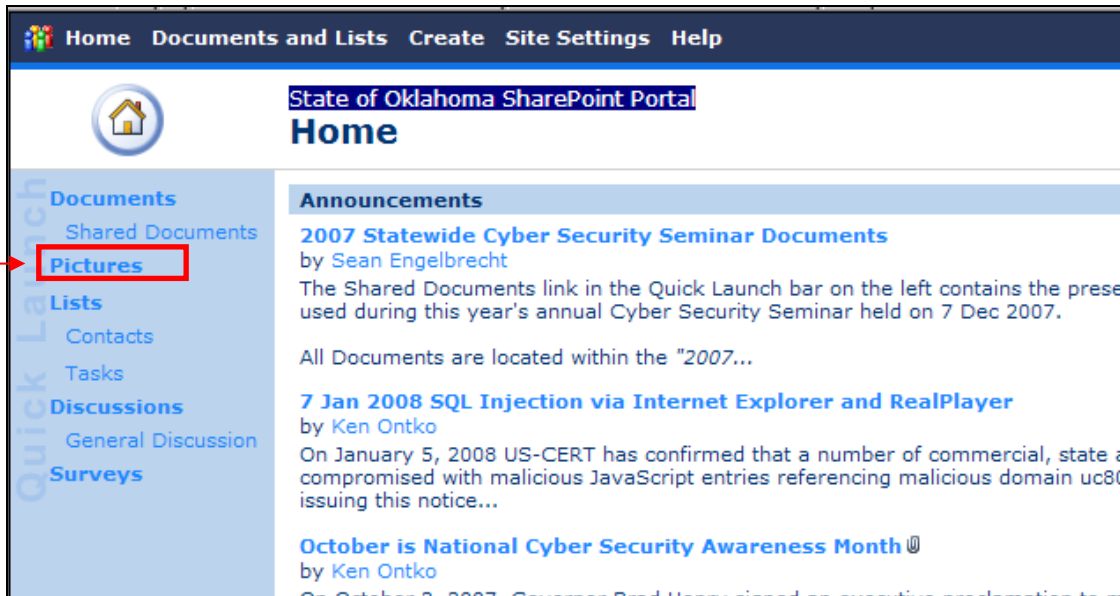 Home Documents and Lists Create Site Settings Help
State of Oklahoma SharePoint Portal
Home
Quick Launch
Documents
Shared Documents
Pictures
Lists
Contacts
Tasks
Discussions
General Discussion
Surveys
Announcements
2007 Statewide Cyber Security Seminar Documents
by Sean Engelbrecht
The Shared Documents link in the Quick Launch bar on the left contains the prese
used during this year's annual Cyber Security Seminar held on 7 Dec 2007.
All Documents are located within the "2007...
7 Jan 2008 SQL Injection via Internet Explorer and RealPlayer
by Ken Ontko
On January 5, 2008 US-CERT has confirmed that a number of commercial, state a
compromised with malicious JavaScript entries referencing malicious domain uc80
issuing this notice...
October is National Cyber Security Awareness Month
by Ken Ontko